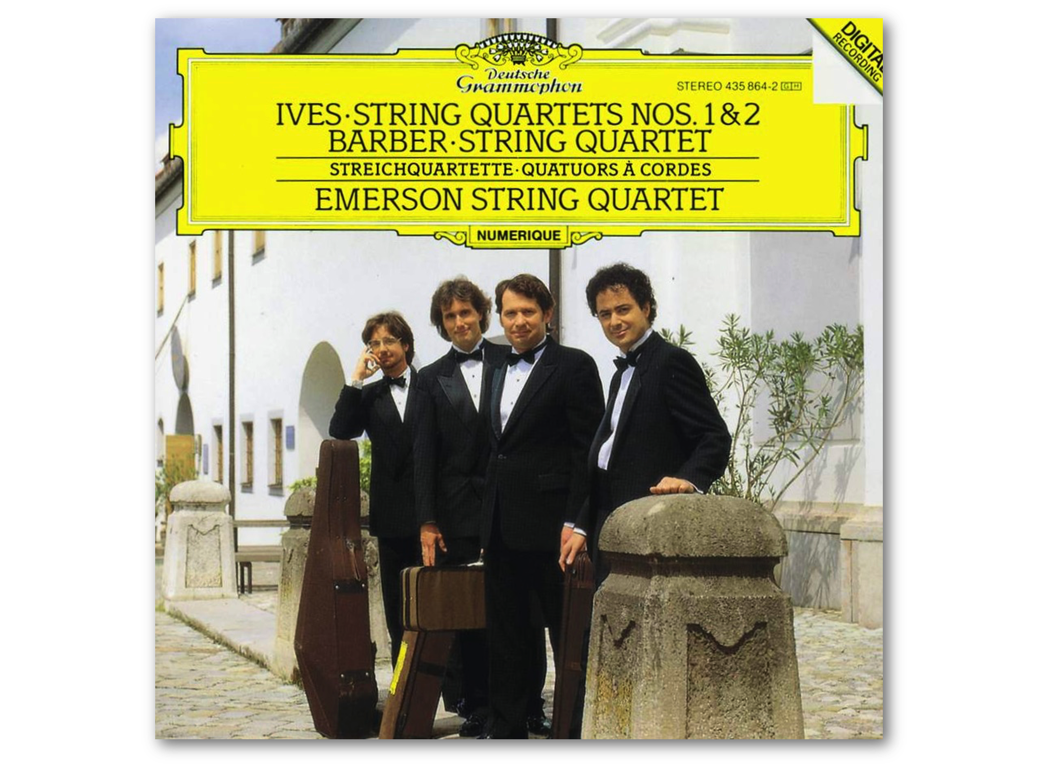 DIGITAL
RECORDING
Deutsche
Grammophon
STEREO 435 864-2 GH
IVES·STRING QUARTETS NOS. 1&2
BARBER·STRING QUARTET
STREICHQUARTETTE·QUATUORS À CORDES
EMERSON STRING QUARTET
NUMERIQUE